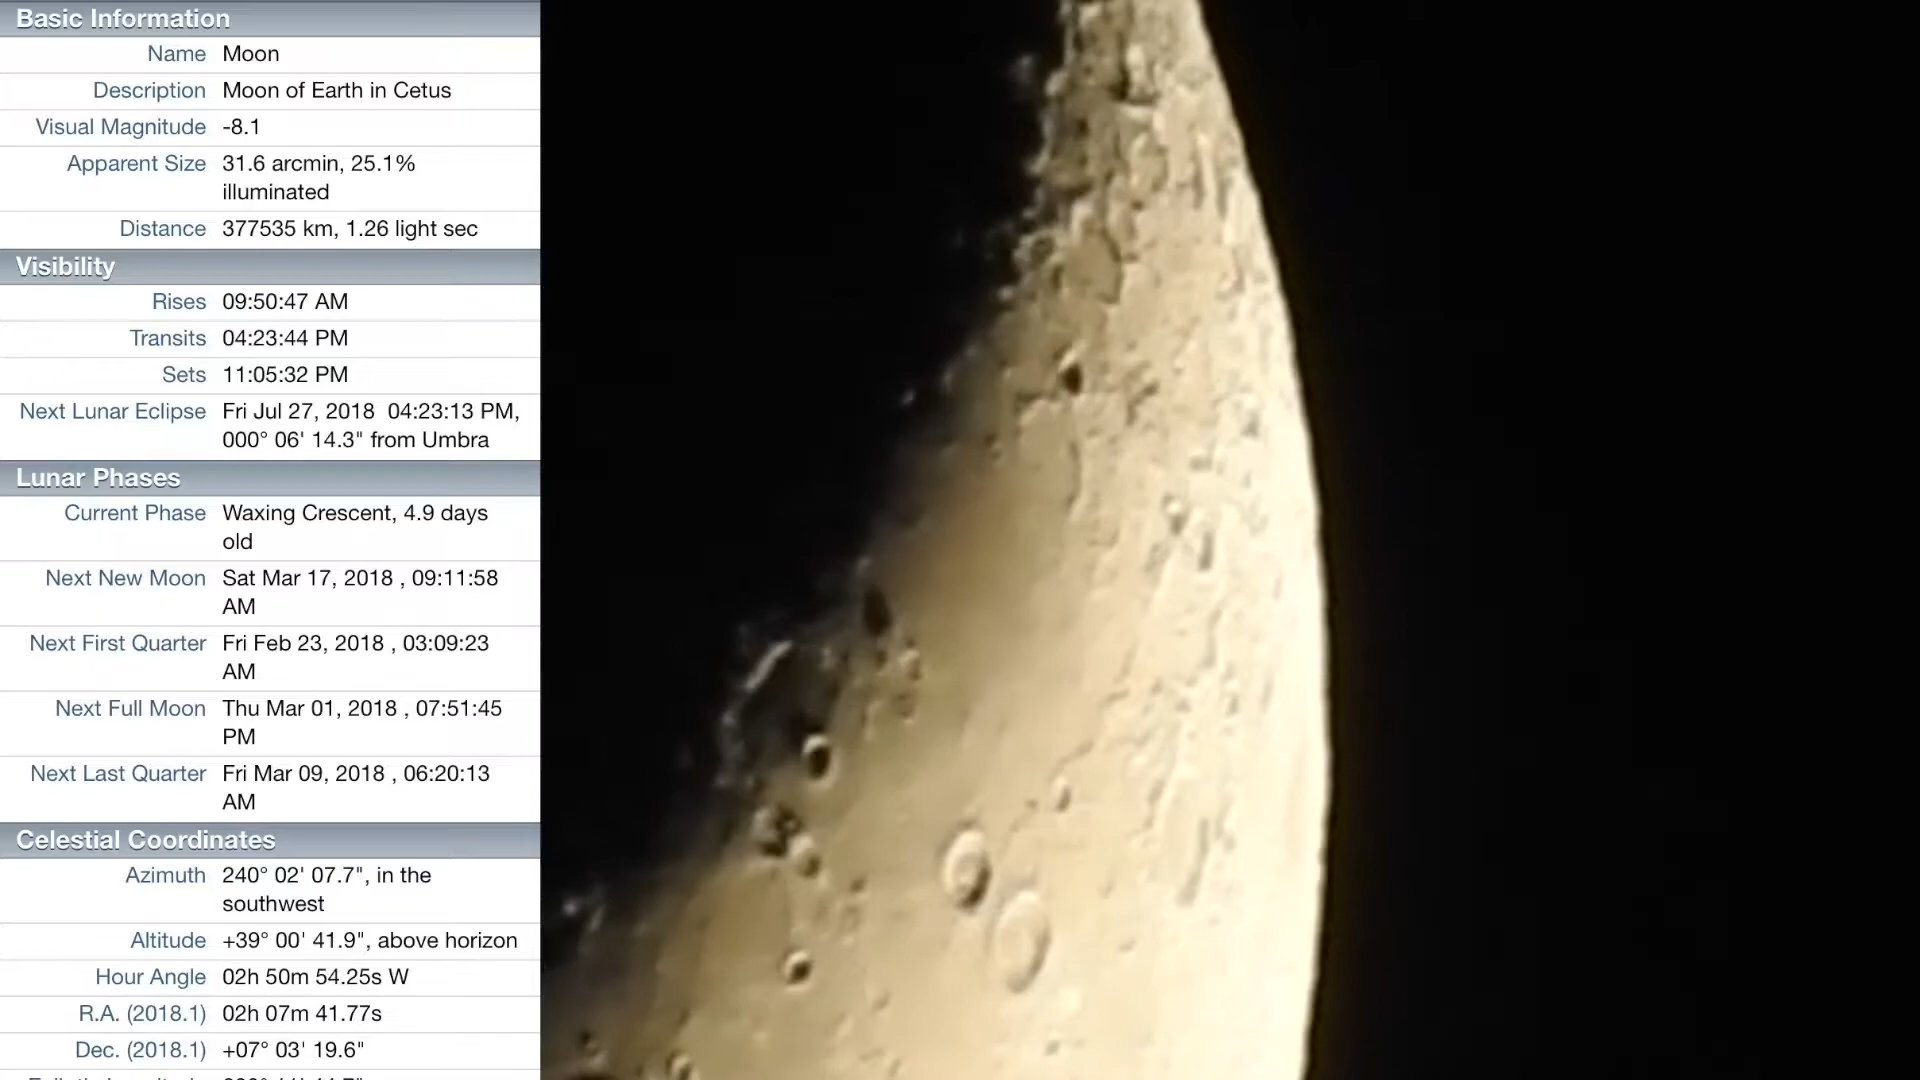 Basic Information
Name Moon
Description Moon of Earth in Cetus
Visual Magnitude -8.1
Apparent Size 31.6 arcmin, 25.1%
illuminated
Distance 377535 km, 1.26 light sec
Visibility
Rises 09:50:47 AM
Transits 04:23:44 PM
Sets 11:05:32 PM
Next Lunar Eclipse Fri Jul 27, 2018 04:23:13 PM,
000° 06' 14.3" from Umbra
Lunar Phases
Current Phase Waxing Crescent, 4.9 days
old
Next New Moon Sat Mar 17, 2018 , 09:11:58
AM
Next First Quarter Fri Feb 23, 2018 , 03:09:23
AM
Next Full Moon Thu Mar 01, 2018 , 07:51:45
PM
Next Last Quarter Fri Mar 09, 2018 , 06:20:13
AM
Celestial Coordinates
Azimuth 240° 02' 07.7", in the
southwest
Altitude +39° 00' 41.9", above horizon
Hour Angle 02h 50m 54.25s W
R.A. (2018.1) 02h 07m 41.77s
Dec. (2018.1) +07° 03' 19.6"